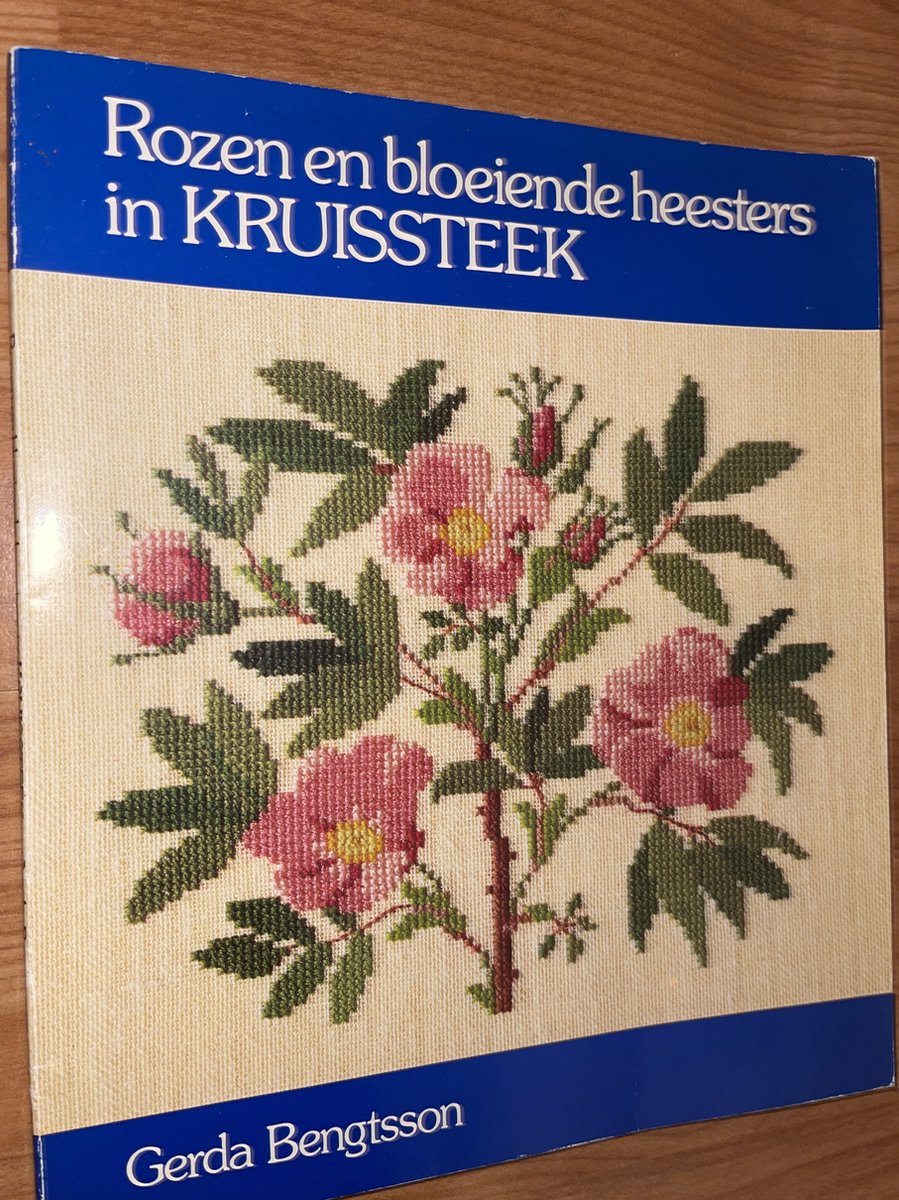 Rozen en bloeiende heesters
in KRUISSTEEK
Gerda Bengtsson